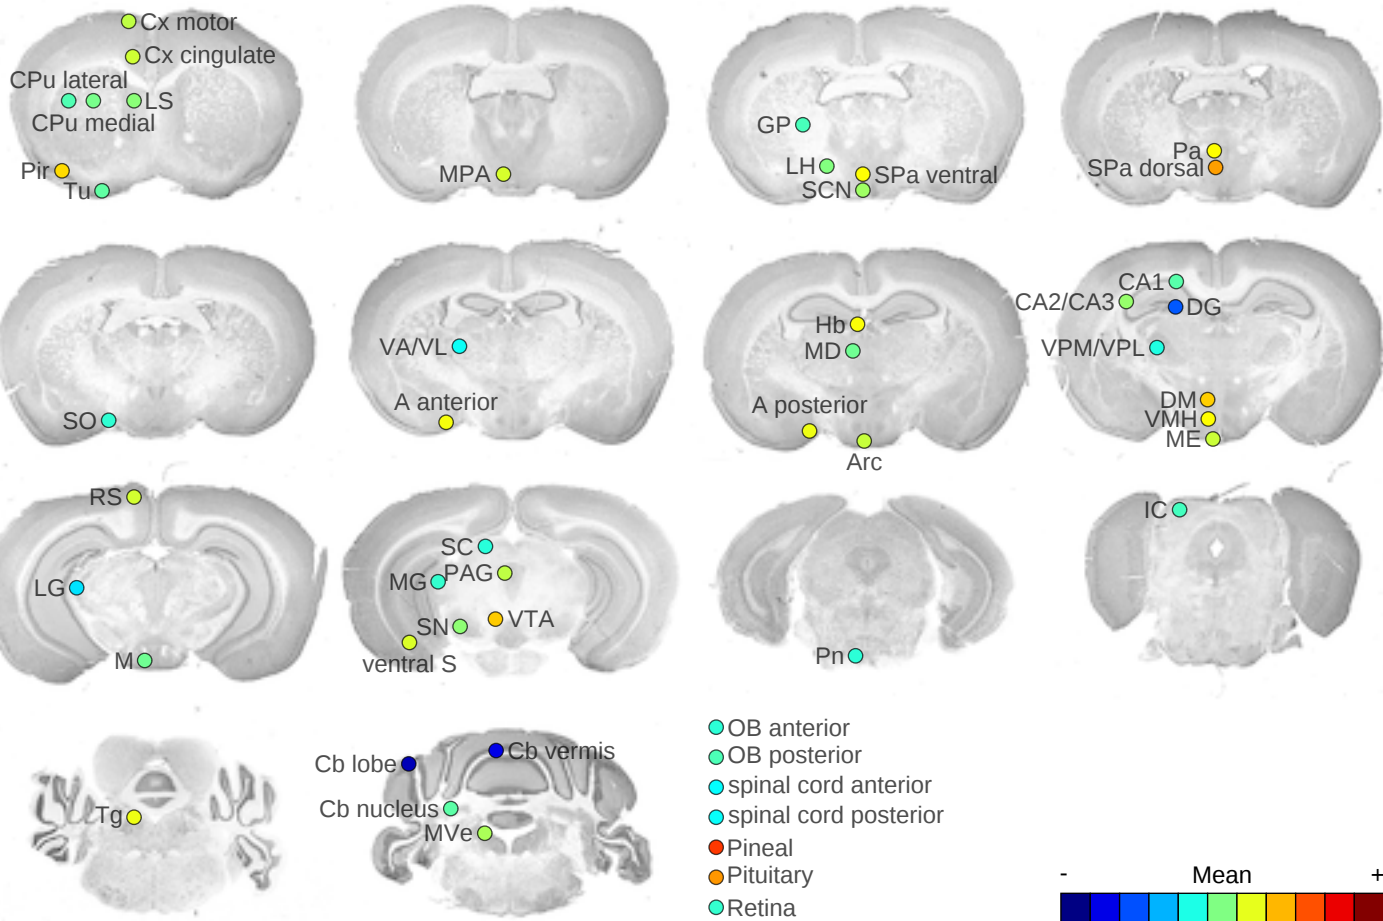 Cx motor
Cx cingulate
CPu lateral
LS
CPu medial
Pir
Tu
MPA
GP
LH
SPa ventral
SCN
Pa
SPa dorsal
SO
VA/VL
A anterior
Hb
MD
A posterior
Arc
CA1
CA2/CA3
DG
VPM/VPL
DM
VMH
ME
RS
LG
M
SC
MG
PAG
SN
VTA
ventral S
Pn
IC
Tg
Cb lobe
Cb vermis
Cb nucleus
MVe
OB anterior
OB posterior
spinal cord anterior
spinal cord posterior
Pineal
Pituitary
Retina
- Mean +